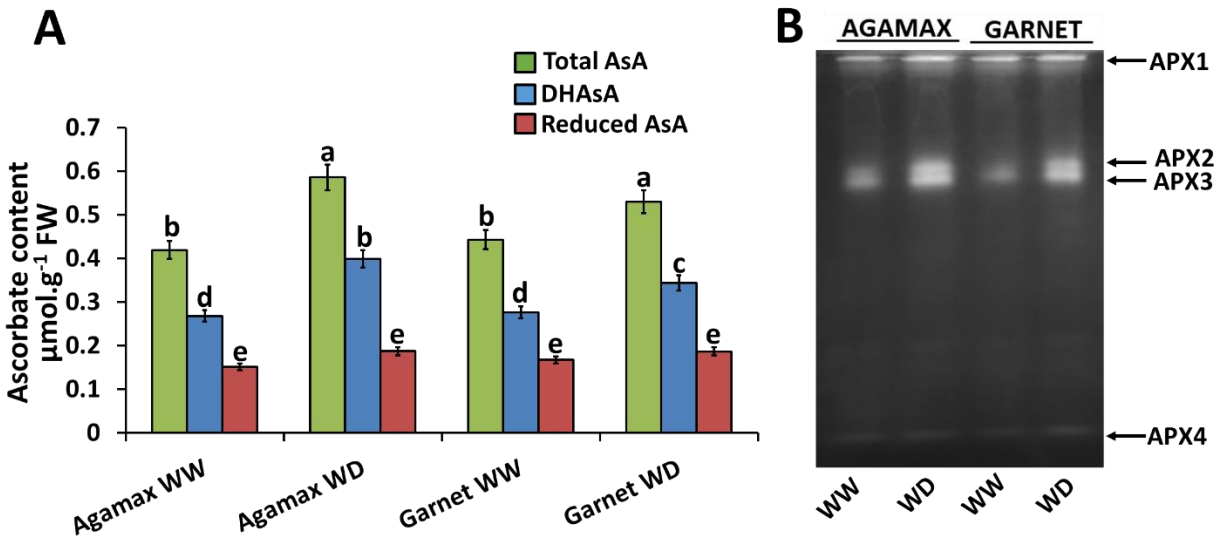 A
Total AsA
DHAsA
Reduced AsA
Ascorbate content
µmol.g⁻¹ FW
0.7
0.6
0.5
0.4
0.3
0.2
0.1
0
b
d
e
a
b
e
b
d
e
a
c
e
Agamax WW
Agamax WD
Garnet WW
Garnet WD
B
AGAMAX GARNET
APX1
APX2
APX3
APX4
WW WD WW WD